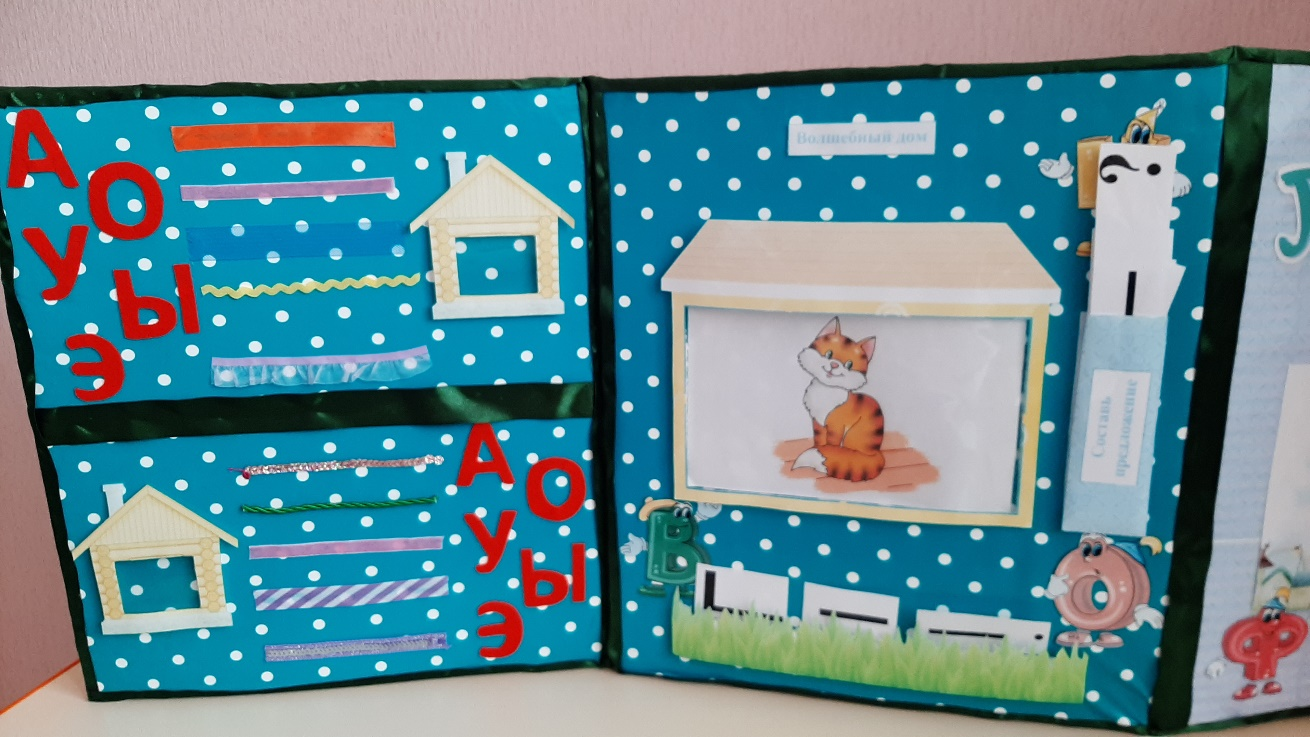 А
О
У
Ы
Э
А
О
У
Ы
Э
Волшебный дом
Составь
предложение
В
О
Ф